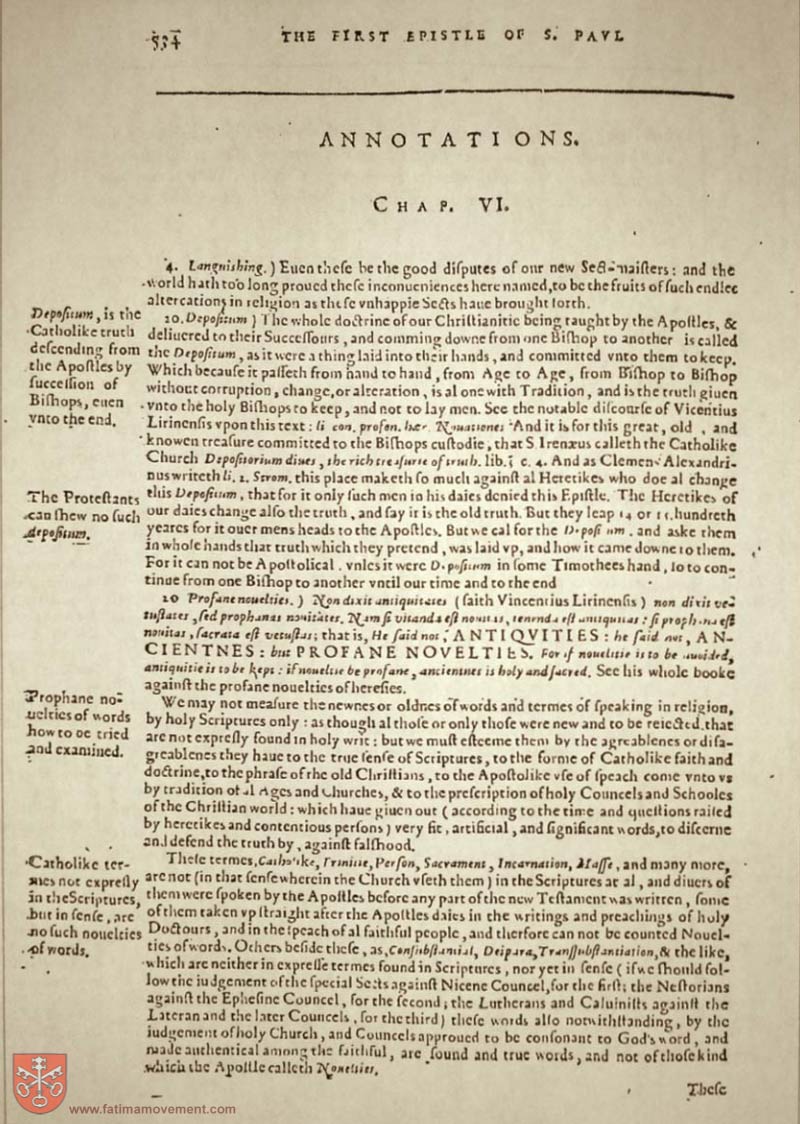 534 THE FIRST EPISTLE OF S. PAVL
ANNOTATIONS.
CHAP. VI.
4. Languishing.) Euen theſe be the good diſputes of our new Sect-maiſters: and the
world hath too long proued theſe inconueniences here named, to be the fruits of ſuch endles
altercations in religion as theſe vnhappie Sects haue brought forth.
20. Depoſitum) The whole doctrine of our Chriſtianitie being taught by the Apoſtles, &
deliuered to their Succeſſours, and comming downe from one Biſhop to another is called
the Depoſitum, as it were a thing laid into their hands, and committed vnto them to keep.
Which becauſe it paſſeth from hand to hand, from Age to Age, from Biſhop to Biſhop
without corruption, change, or alteration, is al one with Tradition, and is the truth giuen
vnto the holy Biſhops to keep, and not to lay men. See the notable diſcourſe of Vicentius
Lirinenſis vpon this text: li con. profan. hær. Nouationes And it is for this great, old, and
knowen treaſure committed to the Biſhops cuſtodie, that S. Irenæus calleth the Catholike
Church Depoſitorium diues, the rich treaſurie of truth. lib. c. 4. And as Clemens Alexandri-
nus writeth li. 2. Strom. this place maketh ſo much againſt al Heretikes who doe al change
this Depoſitum, that for it only ſuch men in his daies denied this Epiſtle. The Heretikes of
our daies change alſo the truth, and ſay it is the old truth. But they leap 14 or 15. hundreth
yeares for it ouer mens heads to the Apoſtles. But we cal for the Depoſitum. and aske them
in whoſe hands that truth which they pretend, was laid vp, and how it came downe to them.
For it can not be Apoſtolical, vnles it were Depoſitum in ſome Timothees hand, ſo to con-
tinue from one Biſhop to another vntil our time and to the end
Depoſitum, is the
Catholike truth
deſcending from
the Apoſtles by
ſucceſſion of
Biſhops, euen
vnto the end.
The Proteſtants
can ſhew no ſuch
depoſitum.
20 Profane nouelties.) Non dixit antiquitates (ſaith Vincentius Lirinenſis) non dixit ve-
tuſtates, ſed prophanas nouitates. Nam ſi vitanda eſt nouitas, tenenda eſt antiquitas: ſi prophana eſt
nouitas, ſacrata eſt vetuſtas; that is, He ſaid not, ANTIQVITIES: he ſaid not, AN-
CIENTNES: but PROFANE NOVELTIES. For if noueltie is to be auoided,
antiquitie is to be kept: if noueltie be profane, ancientnes is holy and ſacred. See his whole booke
againſt the profane nouelties of hereſies.
We may not meaſure the newnes or oldnes of words and termes of ſpeaking in religion,
by holy Scriptures only: as though al thoſe or only thoſe were new and to be reiected, that
are not expreſly found in holy writ: but we muſt eſteeme them by the agreablenes or diſa-
greablenes they haue to the true ſenſe of Scriptures, to the forme of Catholike faith and
doctrine, to the phraſe of the old Chriſtians, to the Apoſtolike vſe of ſpeach come vnto vs
by tradition of al Ages and Churches, & to the preſcription of holy Councels and Schooles
of the Chriſtian world: which haue giuen out (according to the time and queſtions raiſed
by heretikes and contentious perſons) very fit, artificial, and ſignificant words, to diſcerne
and defend the truth by, againſt falſhood.
Prophane no-
uelties of words
how to be tried
and examined.
Theſe termes, Catholike, Trinitie, Perſon, Sacrament, Incarnation, Maſſe, and many more,
are not (in that ſenſe wherein the Church vſeth them) in the Scriptures at al, and diuers of
them were ſpoken by the Apoſtles before any part of the new Teſtament was written, ſome
of them taken vp ſtraight after the Apoſtles daies in the writings and preachings of holy
Doctours, and in the ſpeach of al faithful people, and therfore can not be counted Nouel-
ties of words. Others beſide theſe, as, Conſubſtantial, Deipara, Tranſſubſtantiation, & the like,
which are neither in expreſſe termes found in Scriptures, nor yet in ſenſe (if we ſhould fol-
low the iudgement of the ſpecial Sects againſt Nicene Councel, for the firſt; the Neſtorians
againſt the Epheſine Councel, for the ſecond; the Lutherans and Caluiniſts againſt the
Lateran and the later Councels, for the third) theſe words alſo notwithſtanding, by the
iudgement of holy Church, and Councels approued to be conſonant to God's word, and
made authentical among the faithful, are ſound and true words, and not of thoſe kind
which the Apoſtle calleth Nouelties.
Catholike ter-
mes not expreſly
in the Scriptures,
but in ſenſe, are
no ſuch nouelties
of words.
Theſe
www.fatimamovement.com